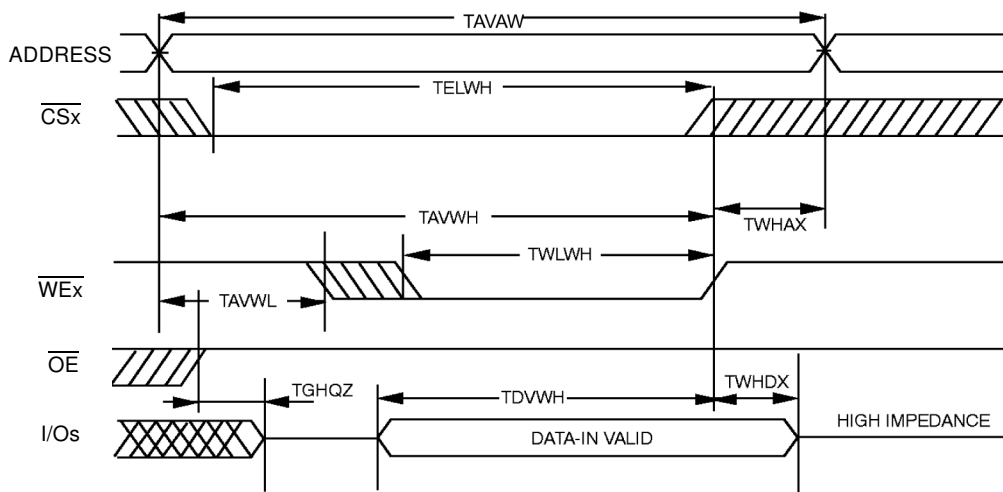 TAVAW
ADDRESS
TELWH
CSx
TAVWH
TWHAX
TWLWH
WEx
TAVWL
OE
TGHQZ
TDVWH
TWHDX
I/Os
DATA-IN VALID
HIGH IMPEDANCE